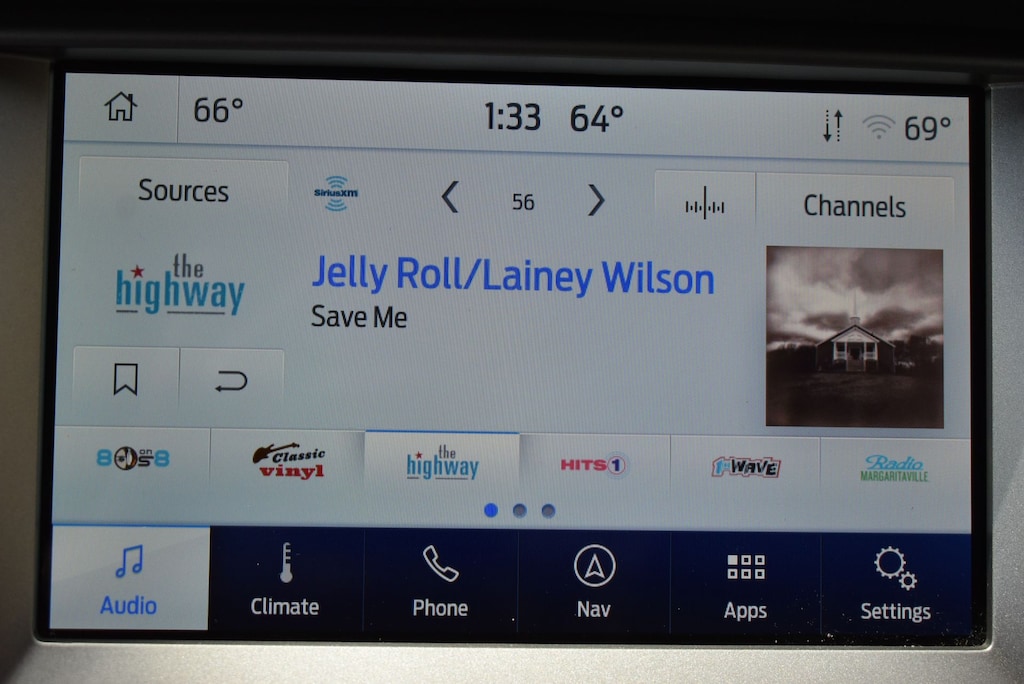 66° 1:33 64° 69°
Sources SiriusXM 56 Channels
the highway
Jelly Roll/Lainey Wilson
Save Me
80s on 8 Classic vinyl the highway HITS 1 1st WAVE Radio MARGARITAVILLE
Audio Climate Phone Nav Apps Settings